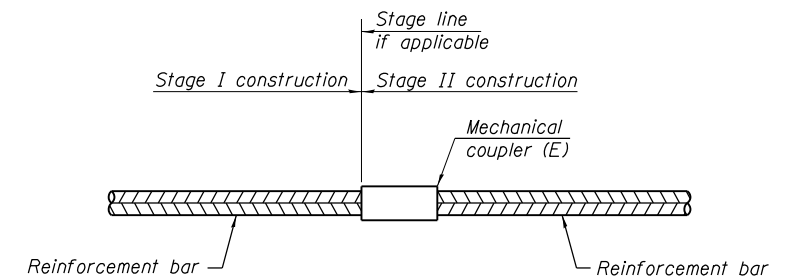 Stage line
if applicable
Stage I construction
Stage II construction
Mechanical
coupler (E)
Reinforcement bar
Reinforcement bar